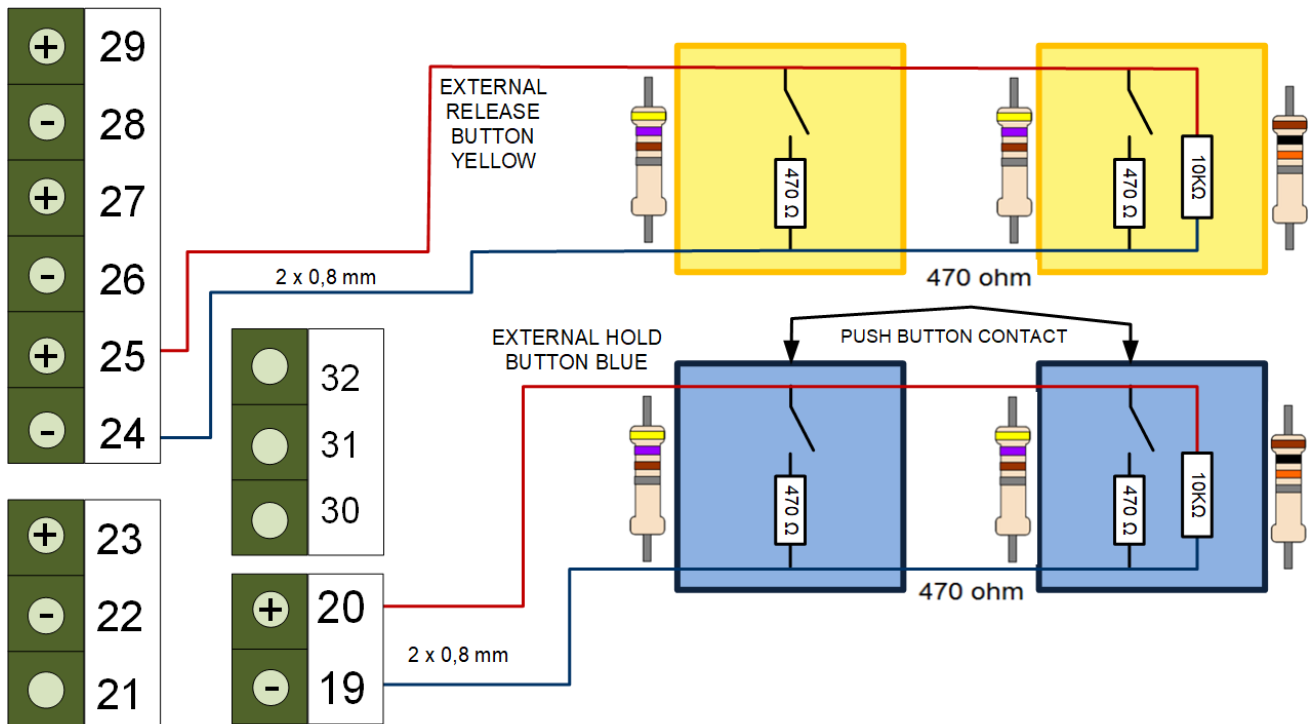 + 29
- 28
+ 27
- 26
+ 25
- 24
+ 23
- 22
21
32
31
30
+ 20
- 19
EXTERNAL
RELEASE
BUTTON
YELLOW
2 x 0,8 mm
470 Ω
470 Ω
10KΩ
470 ohm
EXTERNAL HOLD
BUTTON BLUE
PUSH BUTTON CONTACT
2 x 0,8 mm
470 Ω
470 Ω
10KΩ
470 ohm